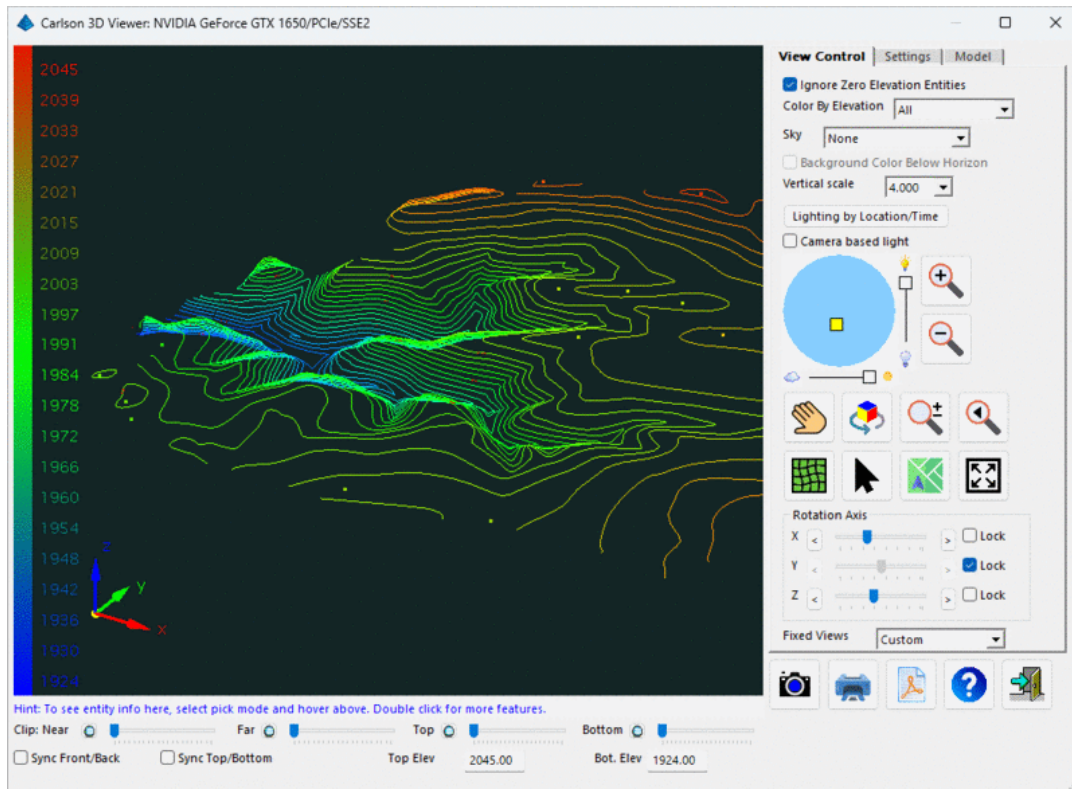 Carlson 3D Viewer: NVIDIA GeForce GTX 1650/PCIe/SSE2
2045
2039
2033
2027
2021
2015
2009
2003
1997
1991
1984
1978
1972
1966
1960
1954
1948
1942
1936
1930
1924
Z
Y
X
View Control Settings Model
Ignore Zero Elevation Entities
Color By Elevation All
Sky None
Background Color Below Horizon
Vertical scale 4.000
Lighting by Location/Time
Camera based light
Rotation Axis
X < > Lock
Y < > Lock
Z < > Lock
Fixed Views Custom
Hint: To see entity info here, select pick mode and hover above. Double click for more features.
Clip: Near Far Top Bottom
Sync Front/Back Sync Top/Bottom Top Elev 2045.00 Bot. Elev 1924.00